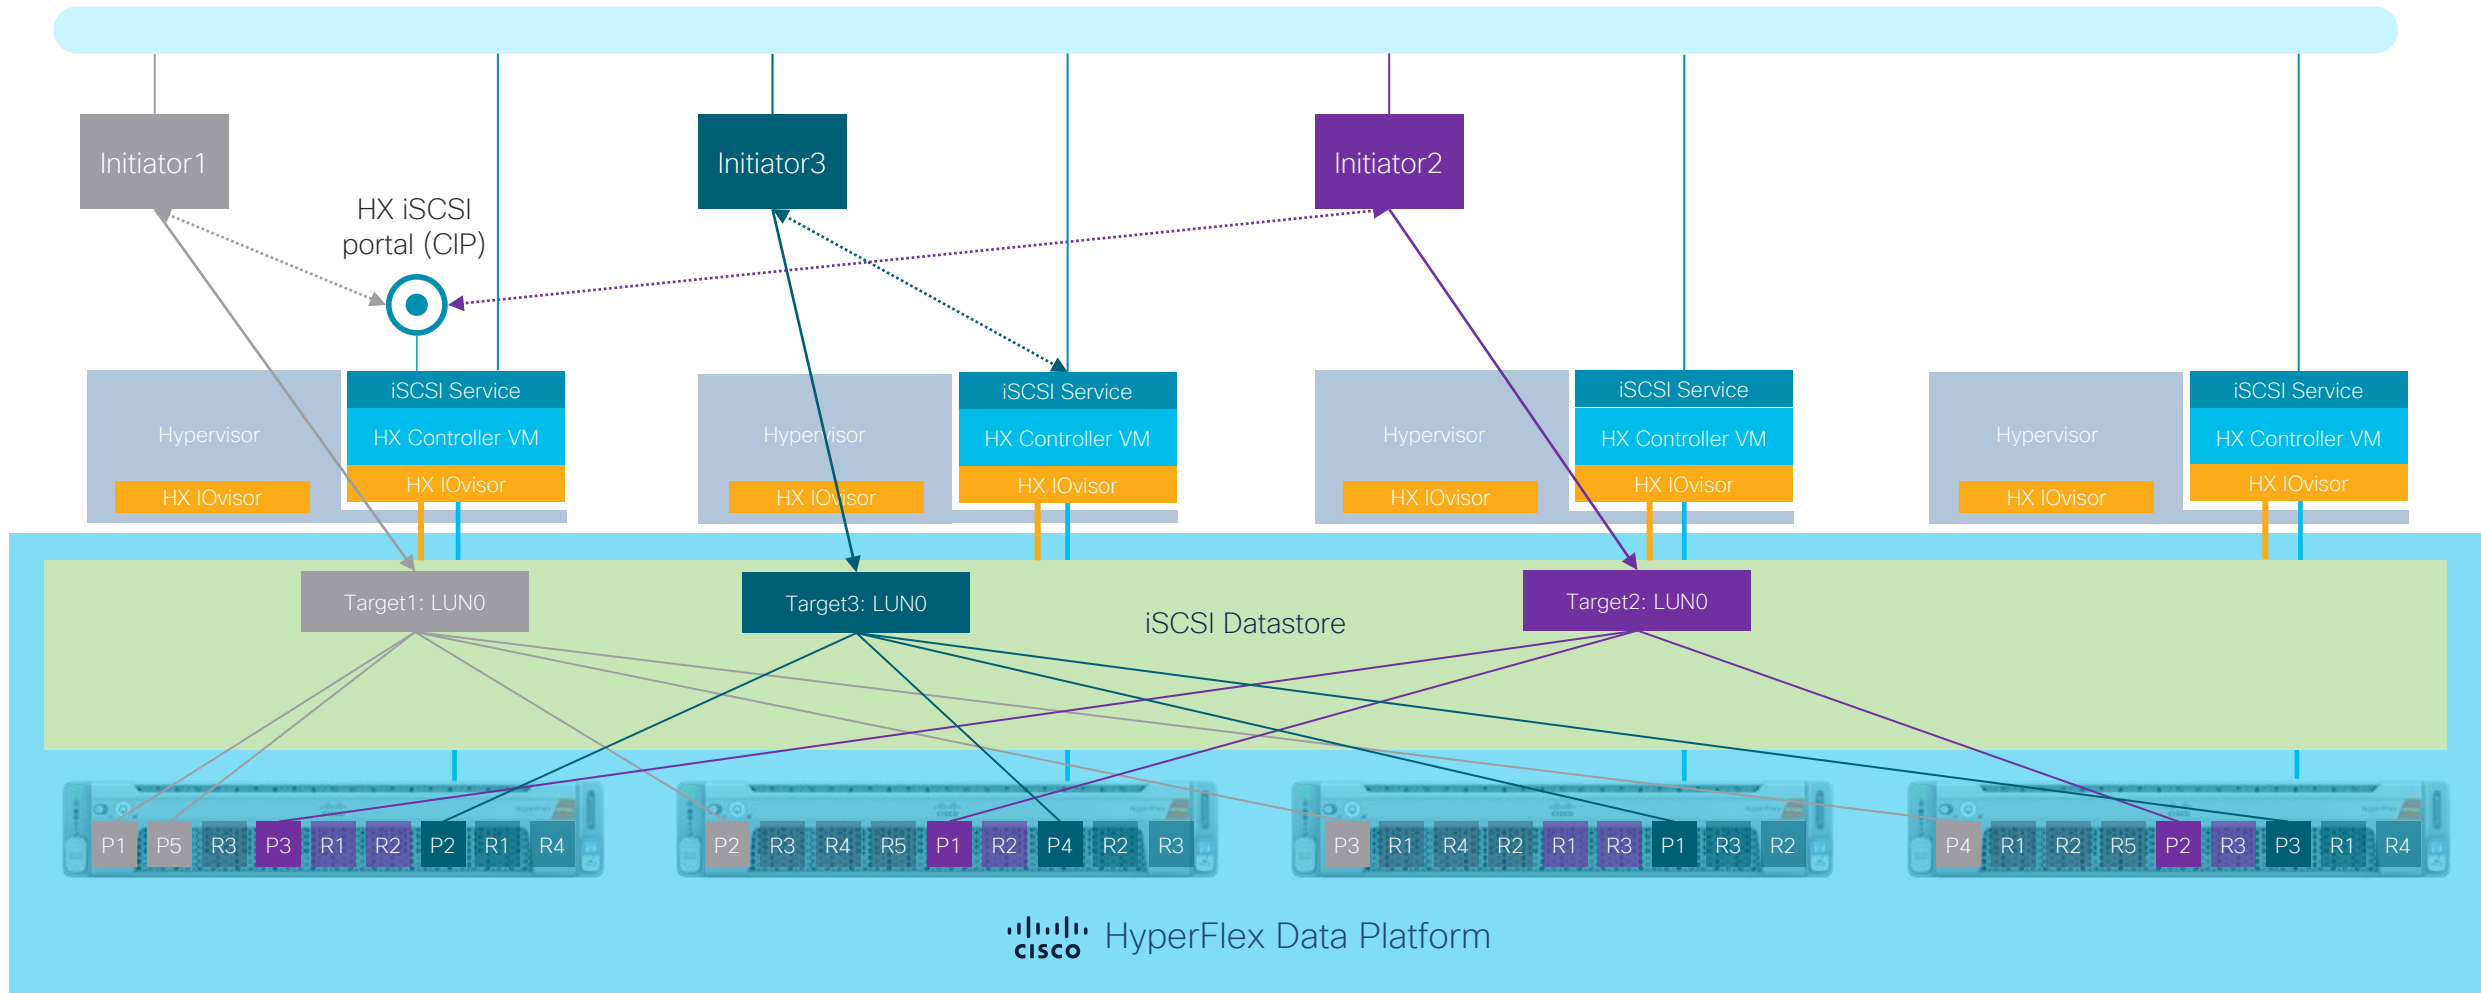 Initiator1
Initiator3
Initiator2
HX iSCSI
portal (CIP)
iSCSI Service
HX Controller VM
HX IOvisor
Hypervisor
HX IOvisor
iSCSI Service
HX Controller VM
HX IOvisor
Hypervisor
HX IOvisor
iSCSI Service
HX Controller VM
HX IOvisor
Hypervisor
HX IOvisor
iSCSI Service
HX Controller VM
HX IOvisor
Hypervisor
HX IOvisor
Target1: LUN0
Target3: LUN0
iSCSI Datastore
Target2: LUN0
P1 P5 R3 P3 R1 R2 P2 R1 R4
P2 R3 R4 R5 P1 R2 P4 R2 R3
P3 R1 R4 R2 R1 R3 P1 R3 R2
P4 R1 R2 R5 P2 R3 P3 R1 R4
CISCO HyperFlex Data Platform